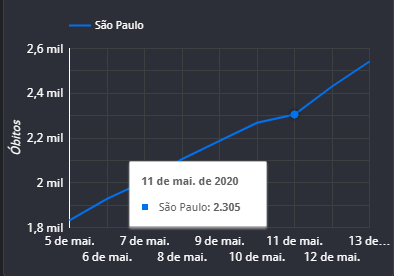 São Paulo
2,6 mil
2,4 mil
2,2 mil
2 mil
1,8 mil
Óbitos
11 de mai. de 2020
São Paulo: 2.305
5 de mai. 7 de mai. 9 de mai. 11 de mai. 13 de...
6 de mai. 8 de mai. 10 de mai. 12 de mai.